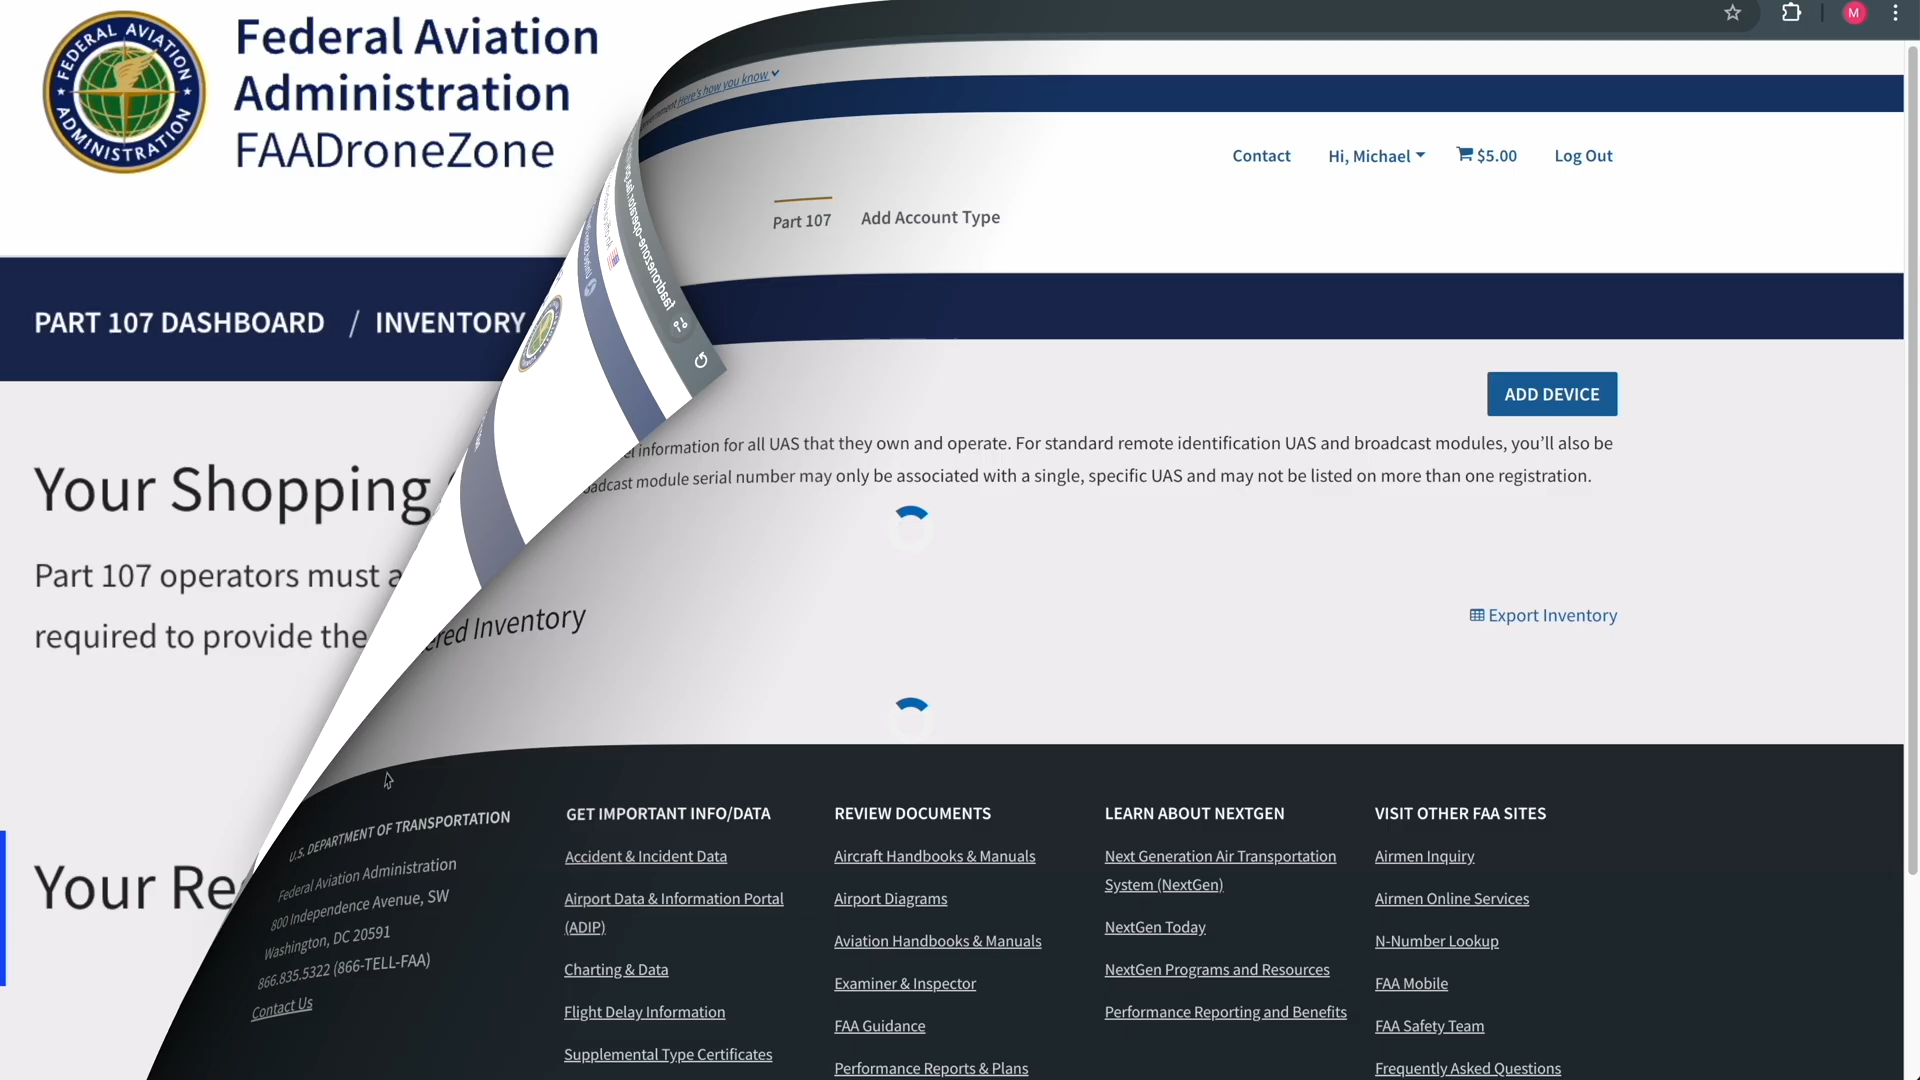 Federal Aviation
Administration
FAADroneZone
FEDERAL AVIATION
ADMINISTRATION
Here's how you know
M
Contact
Hi, Michael
$5.00
Log Out
Part 107
Add Account Type
PART 107 DASHBOARD / INVENTORY
ADD DEVICE
Your Shopping
information for all UAS that they own and operate. For standard remote identification UAS and broadcast modules, you'll also be
module serial number may only be associated with a single, specific UAS and may not be listed on more than one registration.
Part 107 operators must a
required to provide the
Inventory
Export Inventory
Your Re
U.S. DEPARTMENT OF TRANSPORTATION
Federal Aviation Administration
800 Independence Avenue, SW
Washington, DC 20591
866.835.5322 (866-TELL-FAA)
Contact Us
GET IMPORTANT INFO/DATA
Accident & Incident Data
Airport Data & Information Portal
(ADIP)
Charting & Data
Flight Delay Information
Supplemental Type Certificates
REVIEW DOCUMENTS
Aircraft Handbooks & Manuals
Airport Diagrams
Aviation Handbooks & Manuals
Examiner & Inspector
FAA Guidance
Performance Reports & Plans
LEARN ABOUT NEXTGEN
Next Generation Air Transportation
System (NextGen)
NextGen Today
NextGen Programs and Resources
Performance Reporting and Benefits
VISIT OTHER FAA SITES
Airmen Inquiry
Airmen Online Services
N-Number Lookup
FAA Mobile
FAA Safety Team
Frequently Asked Questions